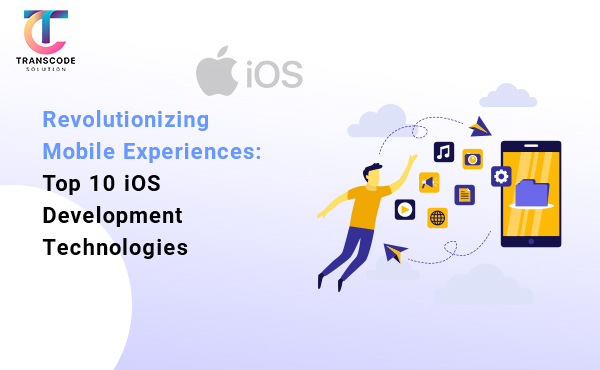 TRANSCODE
SOLUTION
iOS
Revolutionizing
Mobile Experiences:
Top 10 iOS
Development
Technologies